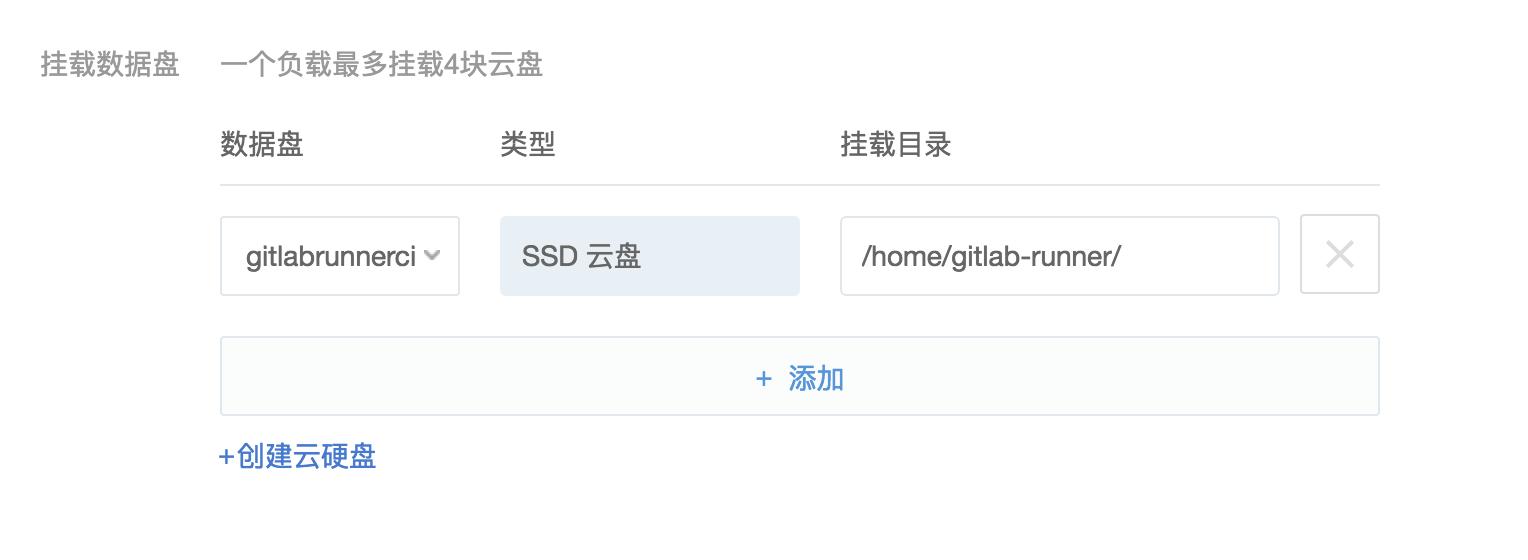 挂载数据盘 一个负载最多挂载4块云盘
数据盘 类型 挂载目录
gitlabrunnerci SSD 云盘 /home/gitlab-runner/
+ 添加
+创建云硬盘